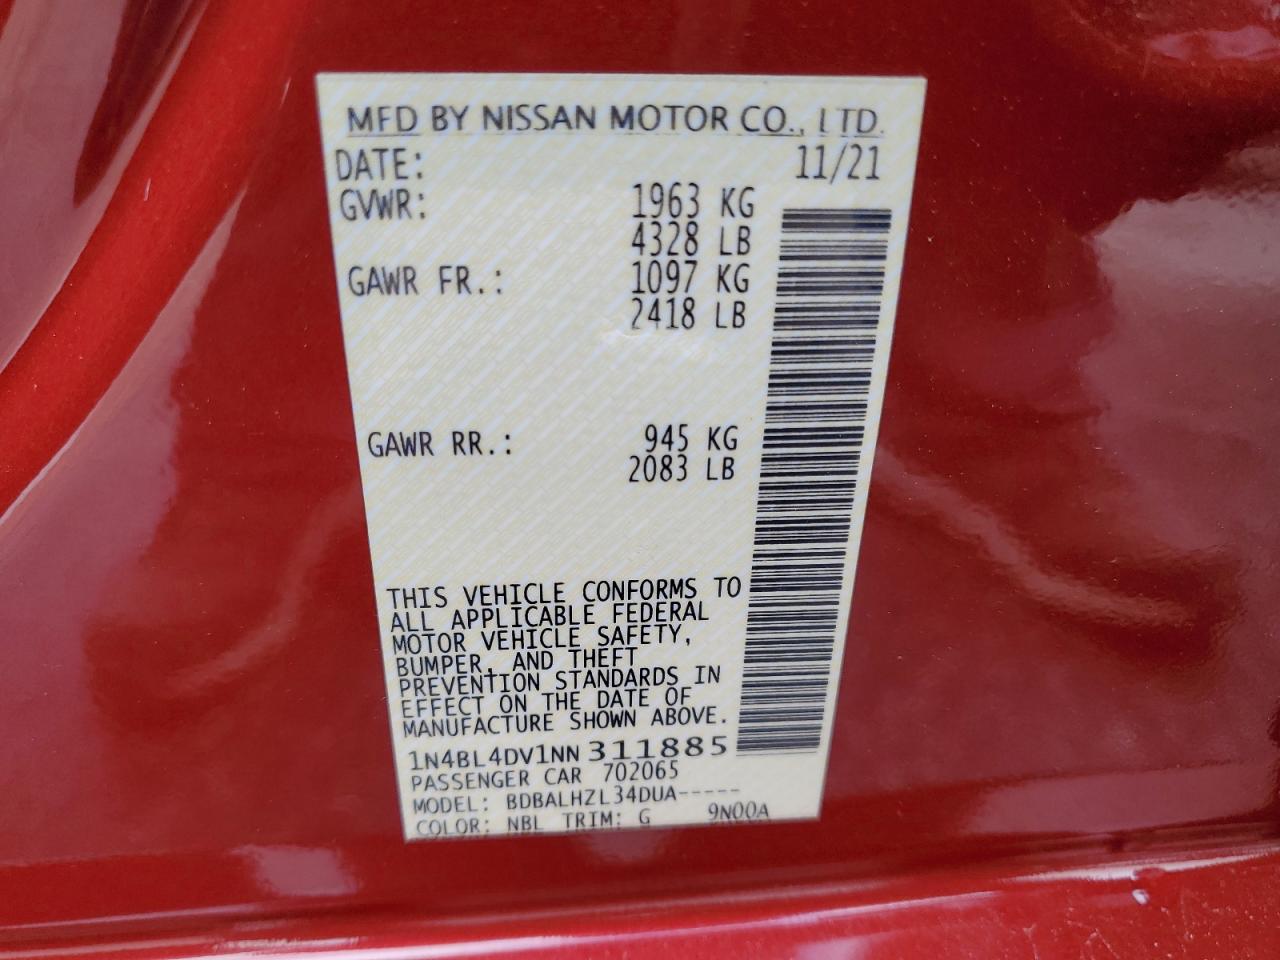 MFD BY NISSAN MOTOR CO., LTD.
DATE: 11/21
GVWR: 1963 KG
4328 LB
GAWR FR.: 1097 KG
2418 LB
GAWR RR.: 945 KG
2083 LB
THIS VEHICLE CONFORMS TO
ALL APPLICABLE FEDERAL
MOTOR VEHICLE SAFETY,
BUMPER, AND THEFT
PREVENTION STANDARDS IN
EFFECT ON THE DATE OF
MANUFACTURE SHOWN ABOVE.
1N4BL4DV1NN311885
PASSENGER CAR 702065
MODEL: BDBALHZL34DUA-----
COLOR: NBL TRIM: G 9N00A